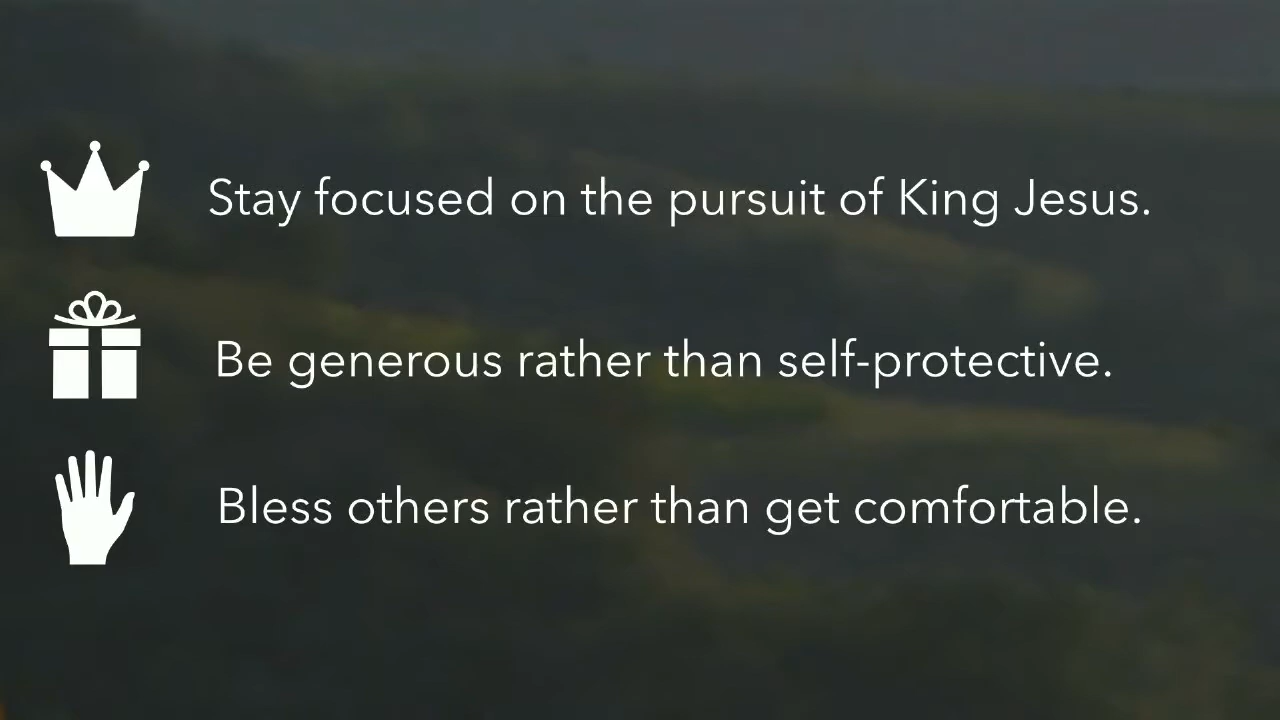 Stay focused on the pursuit of King Jesus.
Be generous rather than self-protective.
Bless others rather than get comfortable.